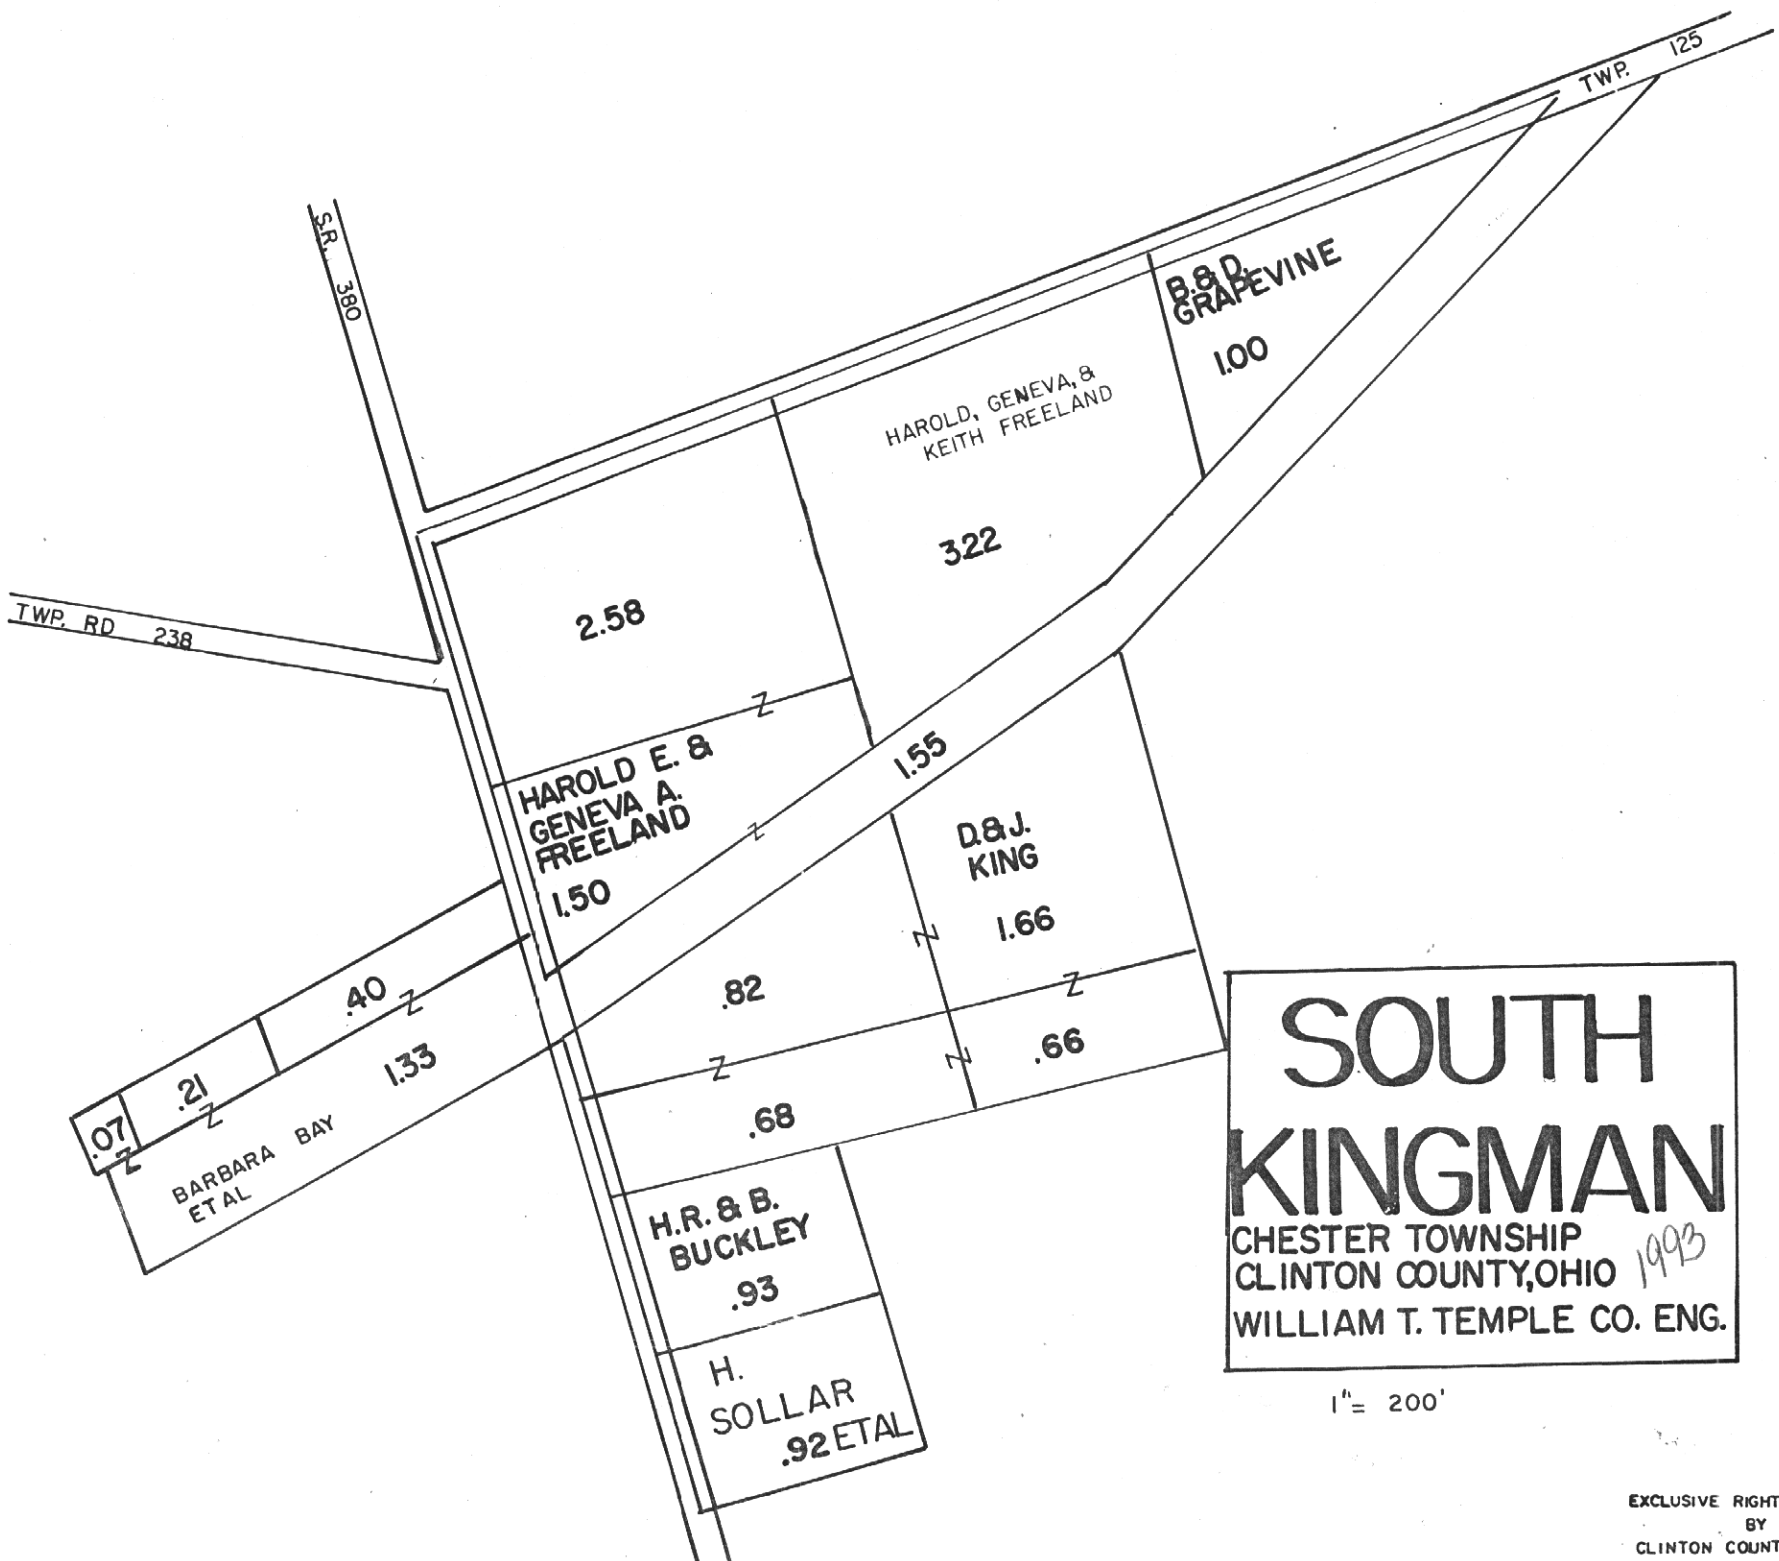 TWP. 125
S.R. 380
B.&D.
GRAPEVINE
1.00
HAROLD, GENEVA, &
KEITH FREELAND
3.22
2.58
TWP. RD 238
HAROLD E. &
GENEVA A.
FREELAND
1.50
1.55
D.&J.
KING
1.66
.82
.40
1.33
.66
.21
.07
.68
BARBARA BAY
ET AL
H.R. & B.
BUCKLEY
.93
H.
SOLLAR
.92 ETAL
SOUTH
KINGMAN
CHESTER TOWNSHIP
CLINTON COUNTY,OHIO 1993
WILLIAM T. TEMPLE CO. ENG.
1"= 200'
EXCLUSIVE RIGHT
BY
CLINTON COUNT